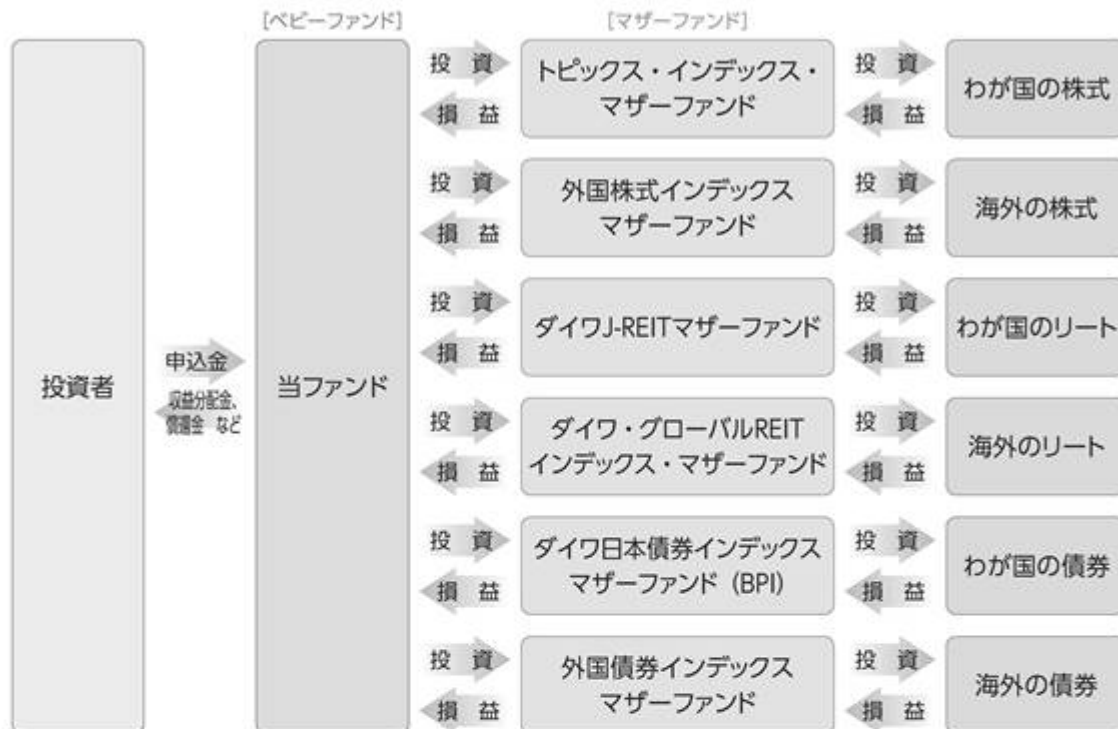 [ベビーファンド]
[マザーファンド]
投資者
申込金
収益分配金、
償還金 など
当ファンド
投 資
損 益
トピックス・インデックス・
マザーファンド
投 資
損 益
わが国の株式
投 資
損 益
外国株式インデックス
マザーファンド
投 資
損 益
海外の株式
投 資
損 益
ダイワJ-REITマザーファンド
投 資
損 益
わが国のリート
投 資
損 益
ダイワ・グローバルREIT
インデックス・マザーファンド
投 資
損 益
海外のリート
投 資
損 益
ダイワ日本債券インデックス
マザーファンド（BPI）
投 資
損 益
わが国の債券
投 資
損 益
外国債券インデックス
マザーファンド
投 資
損 益
海外の債券